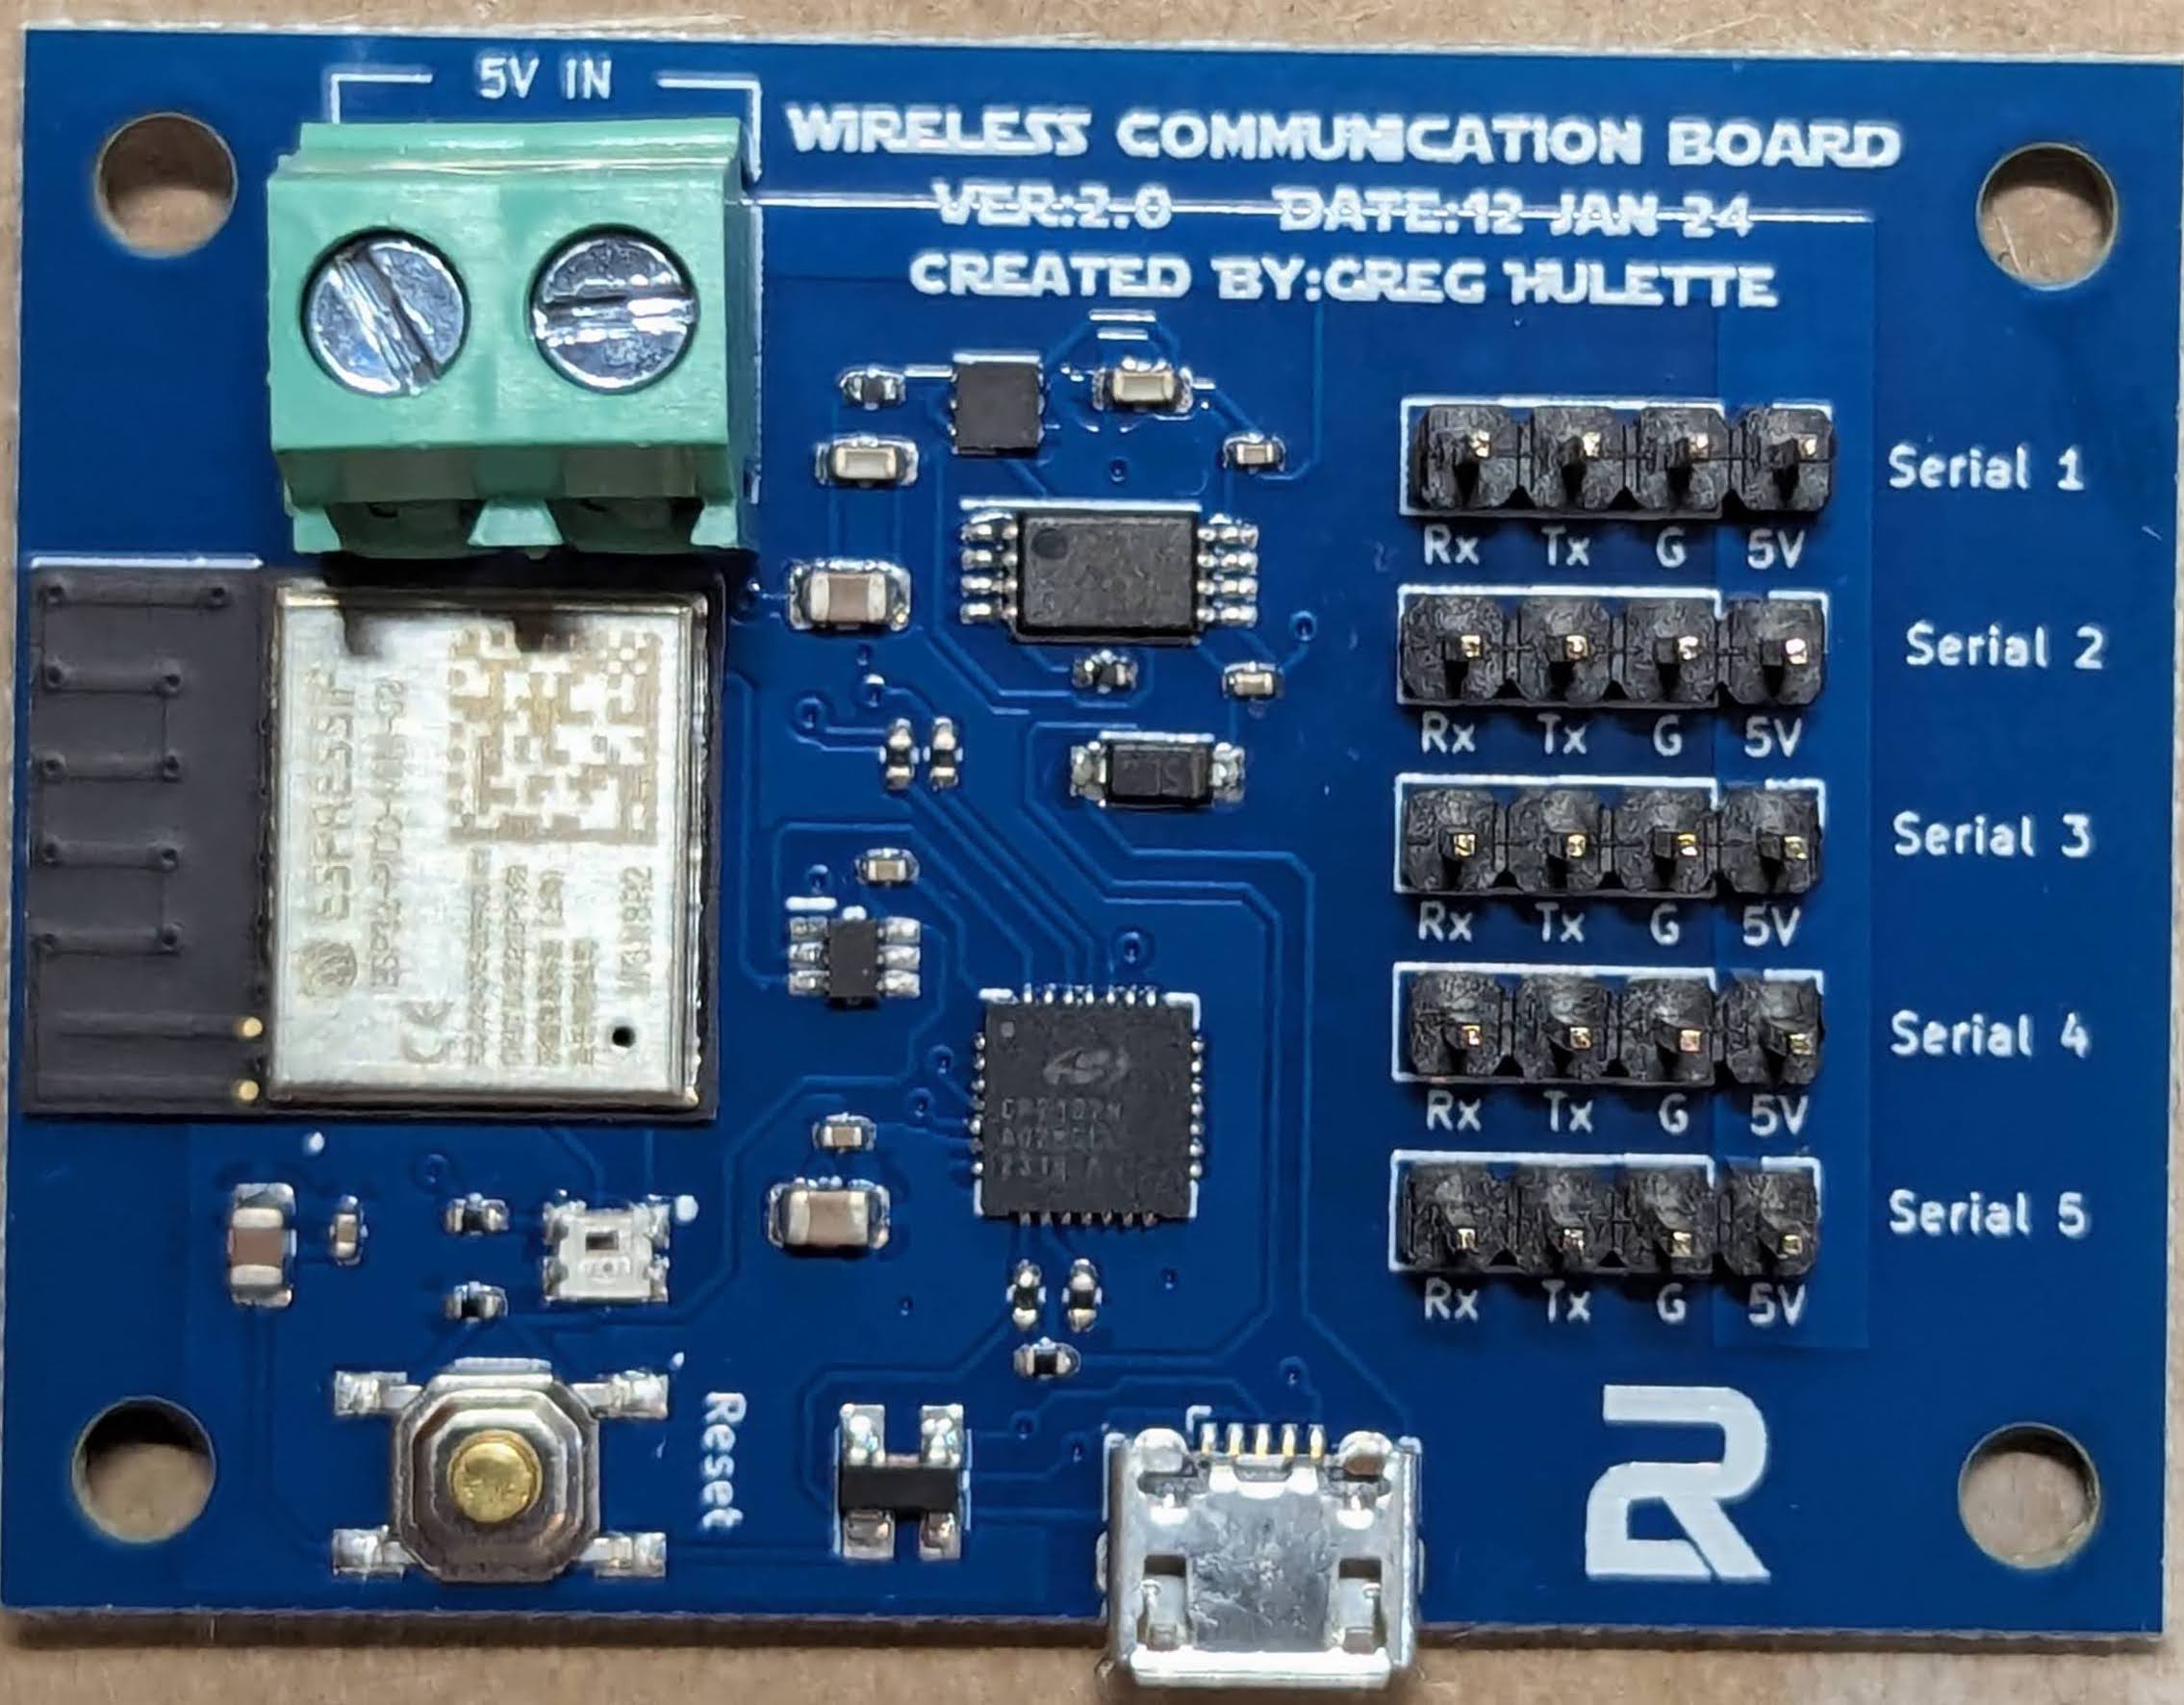 5V IN
WIRELESS COMMUNICATION BOARD
VER:2.0 DATE:12 JAN 24
CREATED BY:GREG HULETTE
Serial 1
Rx Tx G 5V
Serial 2
Rx Tx G 5V
Serial 3
Rx Tx G 5V
Serial 4
Rx Tx G 5V
Serial 5
Rx Tx G 5V
ESPRESSIF
ESP32-PICO-MINI-02
CE
CP2102N
Reset
R